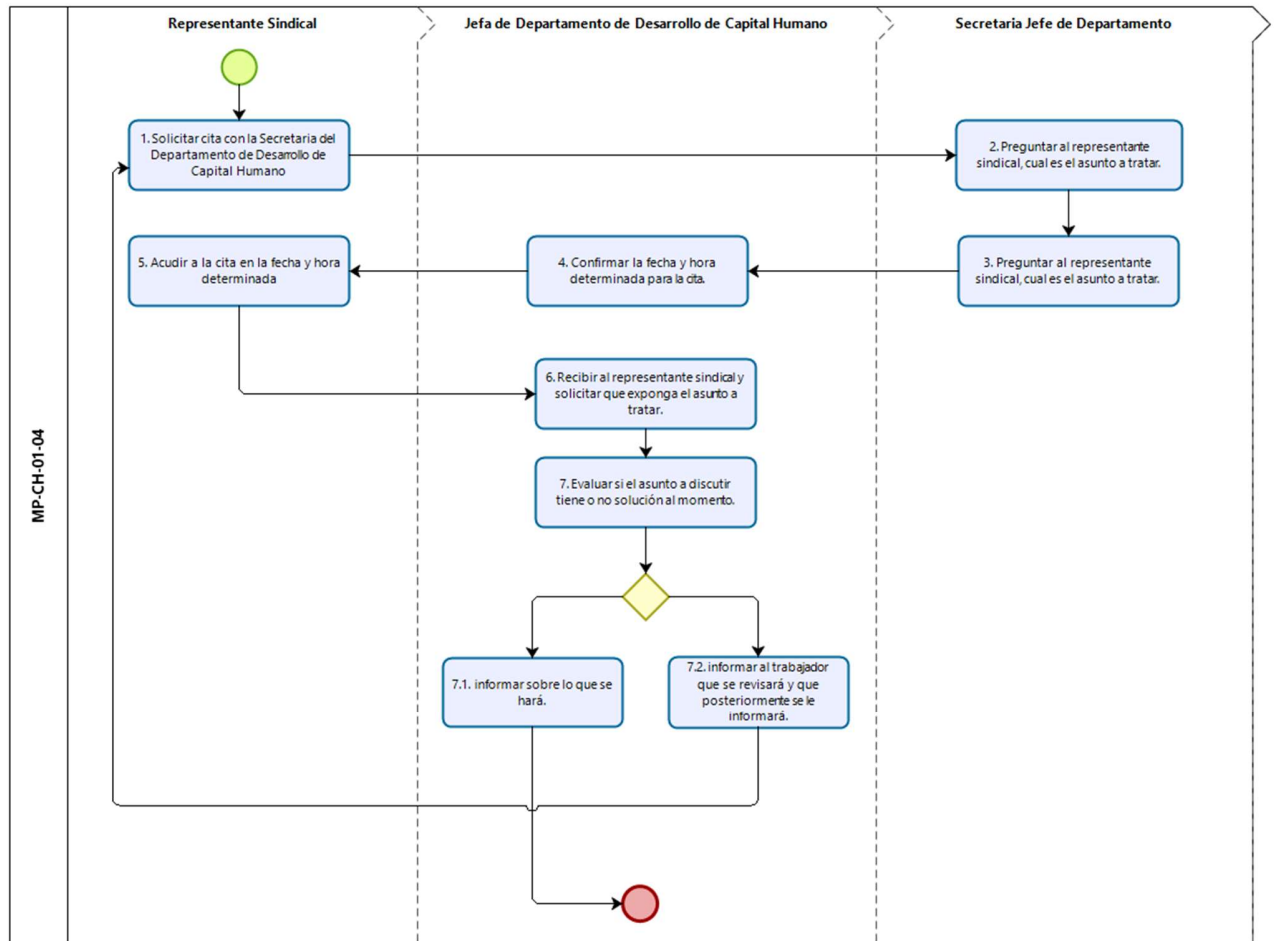 MP-CH-01-04
Representante Sindical
Jefa de Departamento de Desarrollo de Capital Humano
Secretaria Jefe de Departamento
1. Solicitar cita con la Secretaria del
Departamento de Desarrollo de
Capital Humano
2. Preguntar al representante
sindical, cual es el asunto a tratar.
5. Acudir a la cita en la fecha y hora
determinada
4. Confirmar la fecha y hora
determinada para la cita.
3. Preguntar al representante
sindical, cual es el asunto a tratar.
6. Recibir al representante sindical y
solicitar que exponga el asunto a
tratar.
7. Evaluar si el asunto a discutir
tiene o no solución al momento.
7.1. informar sobre lo que se
hará.
7.2. informar al trabajador
que se revisará y que
posteriormente se le
informará.